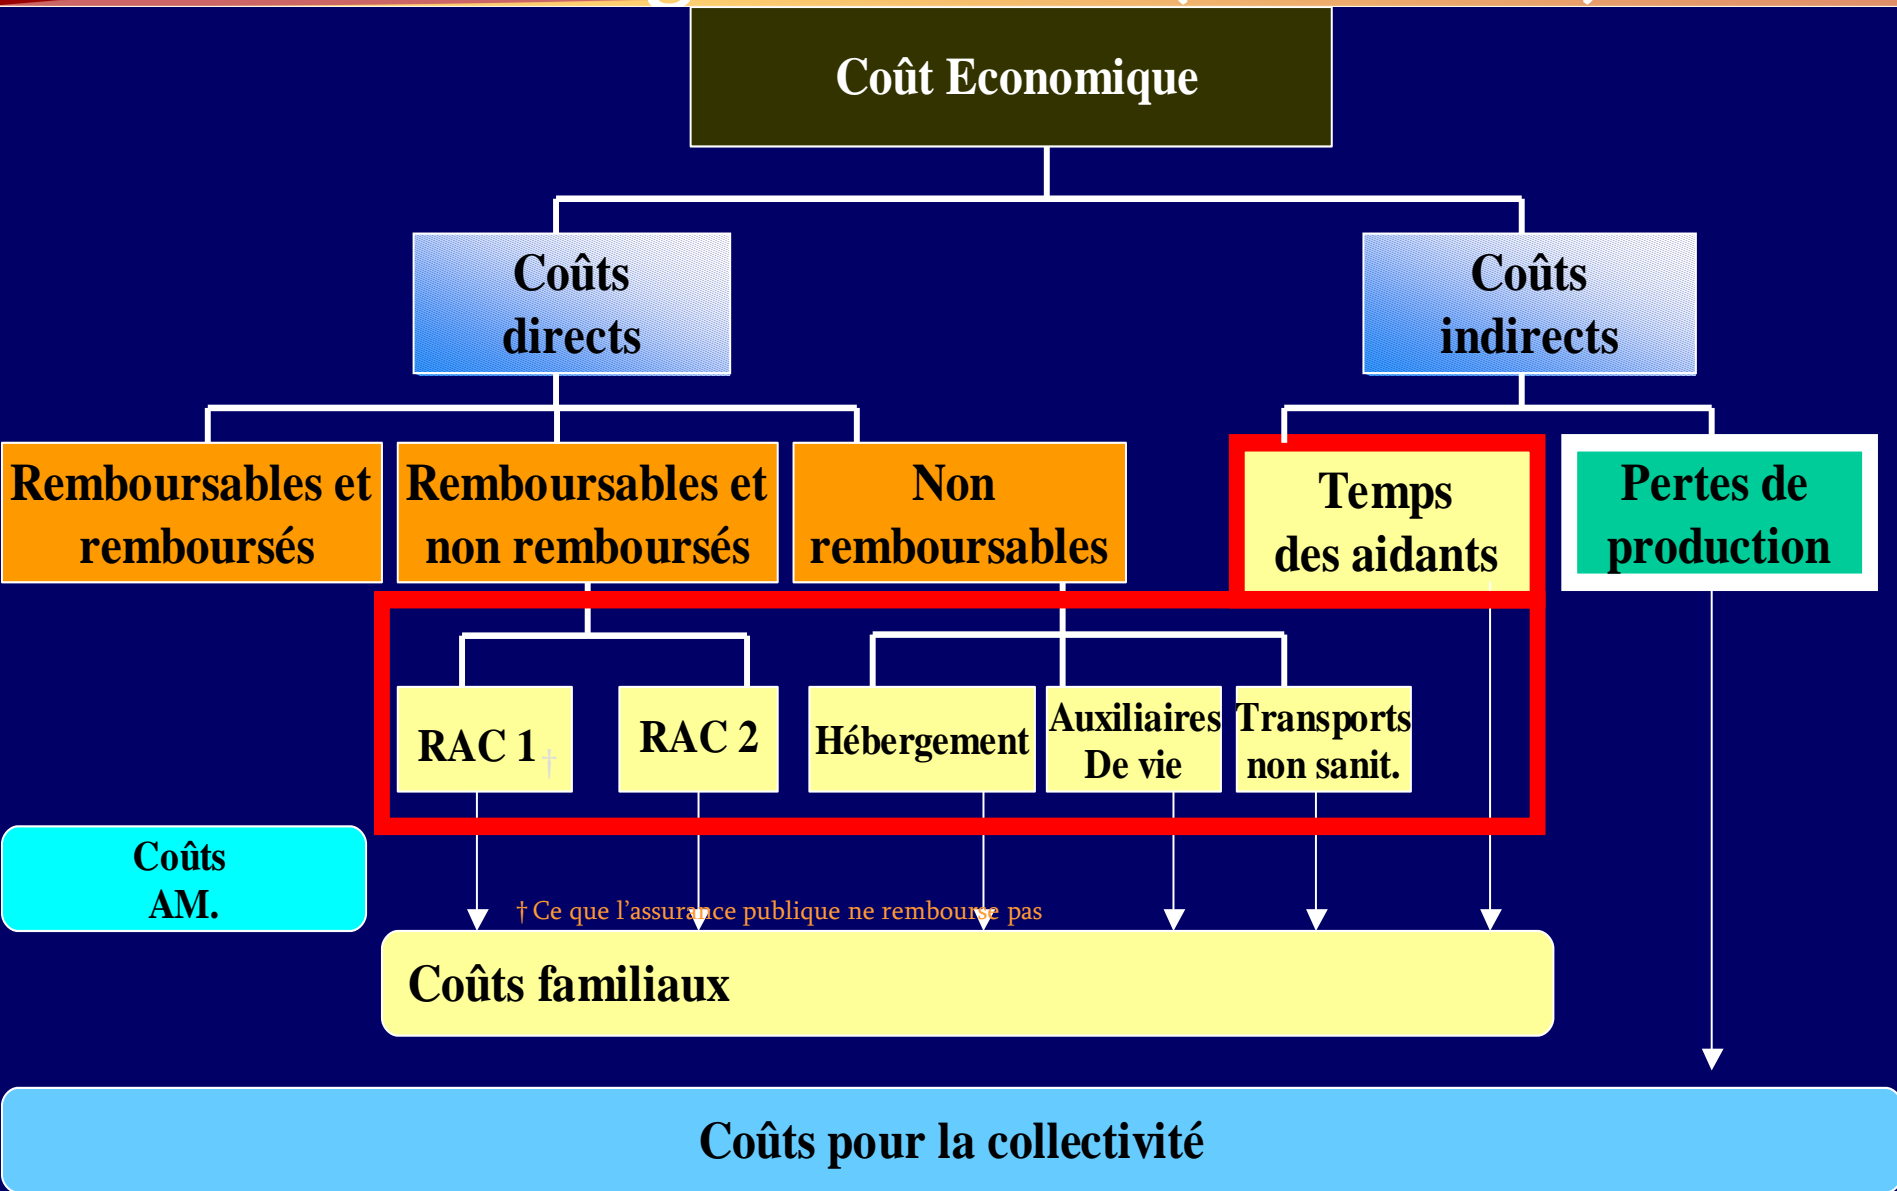 Coût Economique
Coûts
directs
Coûts
indirects
Remboursables et
remboursés
Remboursables et
non remboursés
Non
remboursables
Temps
des aidants
Pertes de
production
RAC 1 †
RAC 2
Hébergement
Auxiliaires
De vie
Transports
non sanit.
Coûts
AM.
† Ce que l'assurance publique ne rembourse pas
Coûts familiaux
Coûts pour la collectivité